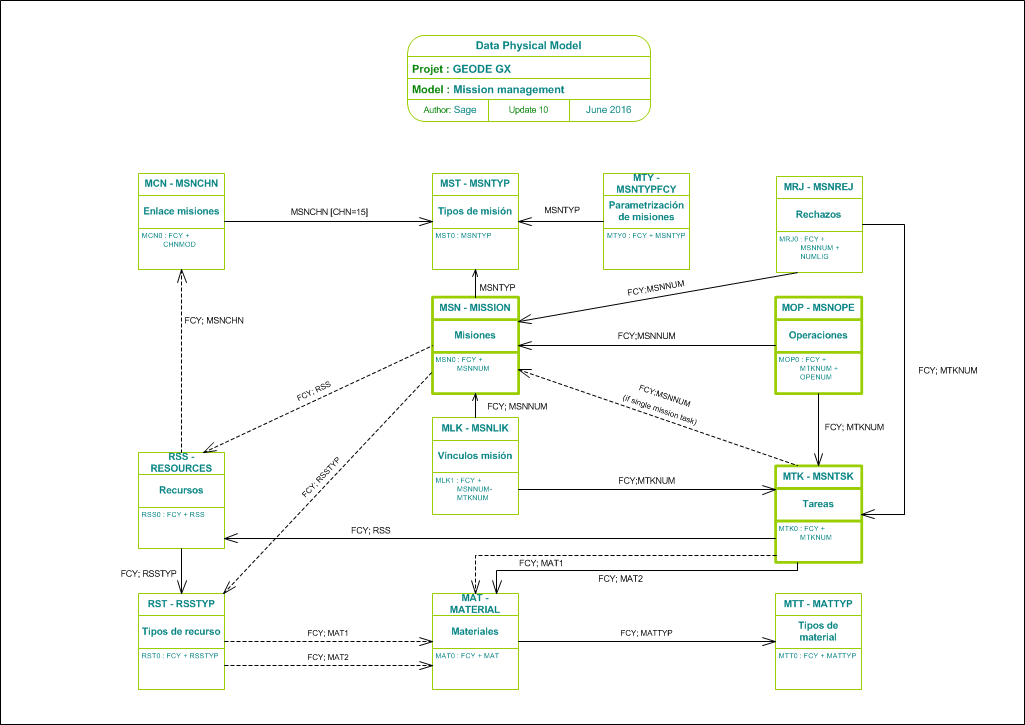 Data Physical Model
Projet : GEODE GX
Model : Mission management
Author: Sage
Update 10
June 2016
MCN - MSNCHN
Enlace misiones
MCN0 : FCY +
CHNMOD
MSNCHN [CHN=15]
MST - MSNTYP
Tipos de misión
MST0 : MSNTYP
MSNTYP
MTY -
MSNTYPFCY
Parametrización
de misiones
MTY0 : FCY + MSNTYP
MRJ - MSNREJ
Rechazos
MRJ0 : FCY +
MSNNUM +
NUMLIG
MSNTYP
FCY;MSNNUM
FCY; MSNCHN
MSN - MISSION
Misiones
MSN0 : FCY +
MSNNUM
FCY;MSNNUM
MOP - MSNOPE
Operaciones
MOP0 : FCY +
MTKNUM +
OPENUM
FCY; MTKNUM
FCY; RSS
FCY;MSNNUM
(if single mission task)
FCY; MSNNUM
FCY; MTKNUM
MLK - MSNLIK
Vínculos misión
MLK1 : FCY +
MSNNUM-
MTKNUM
FCY; RSSTYP
FCY;MTKNUM
RSS -
RESOURCES
Recursos
RSS0 : FCY + RSS
MTK - MSNTSK
Tareas
MTK0 : FCY +
MTKNUM
FCY; RSS
FCY; MAT1
FCY; MAT2
FCY; RSSTYP
RST - RSSTYP
Tipos de recurso
RST0 : FCY + RSSTYP
FCY; MAT1
FCY; MAT2
MAT -
MATERIAL
Materiales
MAT0 : FCY + MAT
FCY; MATTYP
MTT - MATTYP
Tipos de
material
MTT0 : FCY + MATTYP